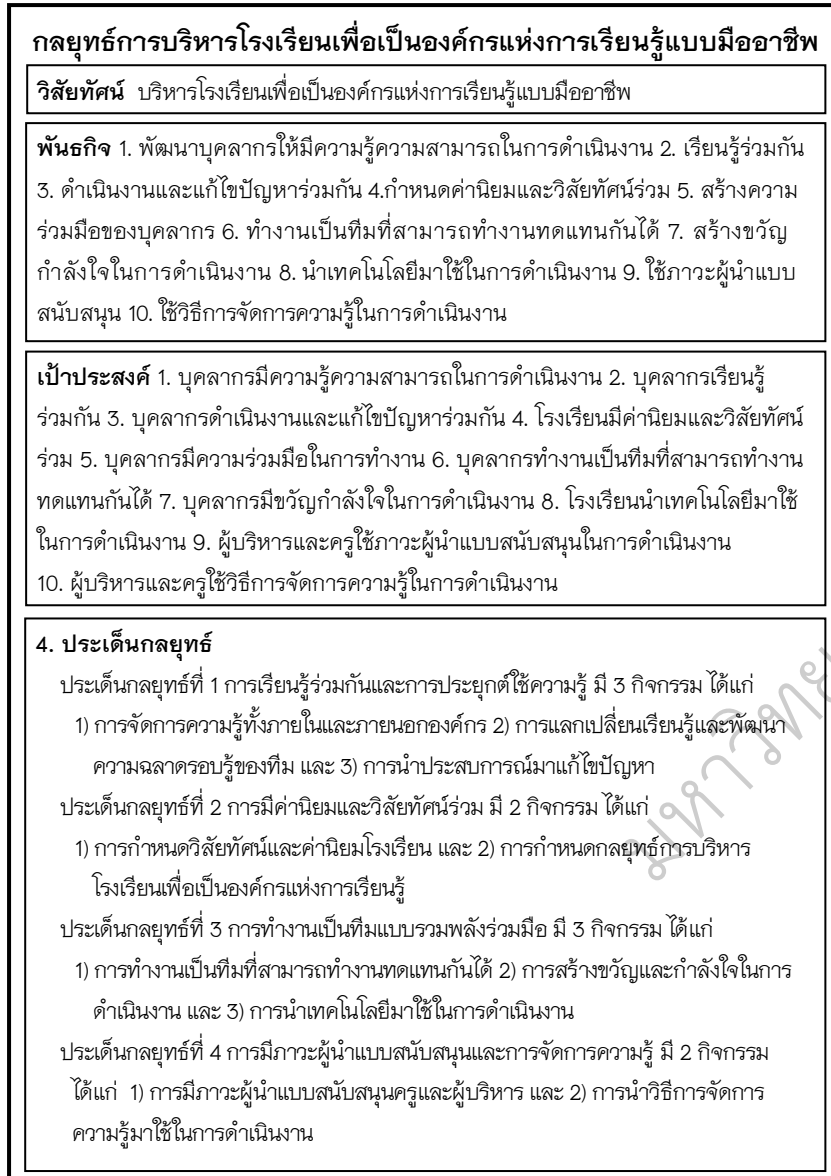 กลยุทธ์การบริหารโรงเรียนเพื่อเป็นองค์กรแห่งการเรียนรู้แบบมืออาชีพ
วิสัยทัศน์ บริหารโรงเรียนเพื่อเป็นองค์กรแห่งการเรียนรู้แบบมืออาชีพ
พันธกิจ 1. พัฒนาบุคลากรให้มีความรู้ความสามารถในการดำเนินงาน 2. เรียนรู้ร่วมกัน
3. ดำเนินงานและแก้ไขปัญหาร่วมกัน 4.กำหนดค่านิยมและวิสัยทัศน์ร่วม 5. สร้างความ
ร่วมมือของบุคลากร 6. ทำงานเป็นทีมที่สามารถทำงานทดแทนกันได้ 7. สร้างขวัญ
กำลังใจในการดำเนินงาน 8. นำเทคโนโลยีมาใช้ในการดำเนินงาน 9. ใช้ภาวะผู้นำแบบ
สนับสนุน 10. ใช้วิธีการจัดการความรู้ในการดำเนินงาน
เป้าประสงค์ 1. บุคลากรมีความรู้ความสามารถในการดำเนินงาน 2. บุคลากรเรียนรู้
ร่วมกัน 3. บุคลากรดำเนินงานและแก้ไขปัญหาร่วมกัน 4. โรงเรียนมีค่านิยมและวิสัยทัศน์
ร่วม 5. บุคลากรมีความร่วมมือในการทำงาน 6. บุคลากรทำงานเป็นทีมที่สามารถทำงาน
ทดแทนกันได้ 7. บุคลากรมีขวัญกำลังใจในการดำเนินงาน 8. โรงเรียนนำเทคโนโลยีมาใช้
ในการดำเนินงาน 9. ผู้บริหารและครูใช้ภาวะผู้นำแบบสนับสนุนในการดำเนินงาน
10. ผู้บริหารและครูใช้วิธีการจัดการความรู้ในการดำเนินงาน
4. ประเด็นกลยุทธ์
ประเด็นกลยุทธ์ที่ 1 การเรียนรู้ร่วมกันและการประยุกต์ใช้ความรู้ มี 3 กิจกรรม ได้แก่
1) การจัดการความรู้ทั้งภายในและภายนอกองค์กร 2) การแลกเปลี่ยนเรียนรู้และพัฒนา
ความฉลาดรอบรู้ของทีม และ 3) การนำประสบการณ์มาแก้ไขปัญหา
ประเด็นกลยุทธ์ที่ 2 การมีค่านิยมและวิสัยทัศน์ร่วม มี 2 กิจกรรม ได้แก่
1) การกำหนดวิสัยทัศน์และค่านิยมโรงเรียน และ 2) การกำหนดกลยุทธ์การบริหาร
โรงเรียนเพื่อเป็นองค์กรแห่งการเรียนรู้
ประเด็นกลยุทธ์ที่ 3 การทำงานเป็นทีมแบบรวมพลังร่วมมือ มี 3 กิจกรรม ได้แก่
1) การทำงานเป็นทีมที่สามารถทำงานทดแทนกันได้ 2) การสร้างขวัญและกำลังใจในการ
ดำเนินงาน และ 3) การนำเทคโนโลยีมาใช้ในการดำเนินงาน
ประเด็นกลยุทธ์ที่ 4 การมีภาวะผู้นำแบบสนับสนุนและการจัดการความรู้ มี 2 กิจกรรม
ได้แก่ 1) การมีภาวะผู้นำแบบสนับสนุนครูและผู้บริหาร และ 2) การนำวิธีการจัดการ
ความรู้มาใช้ในการดำเนินงาน